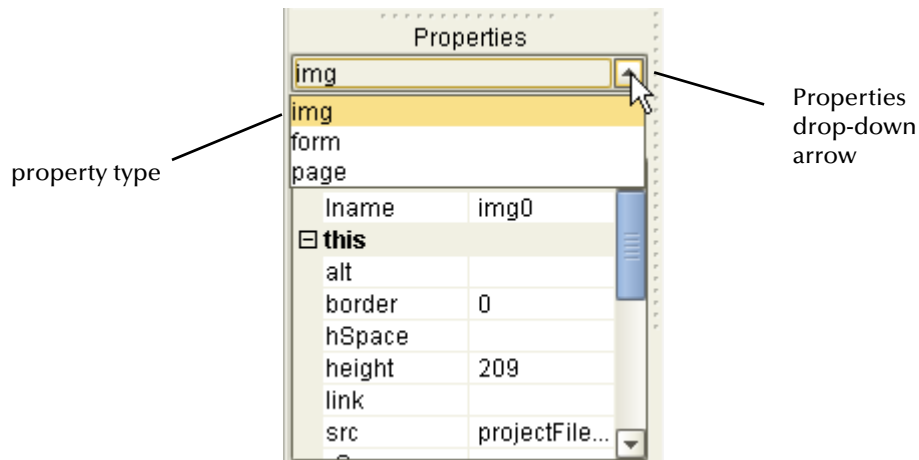 Properties
img
img
form
page
lname img0
this
alt
border 0
hSpace
height 209
link
src projectFile...
property type
Properties
drop-down
arrow